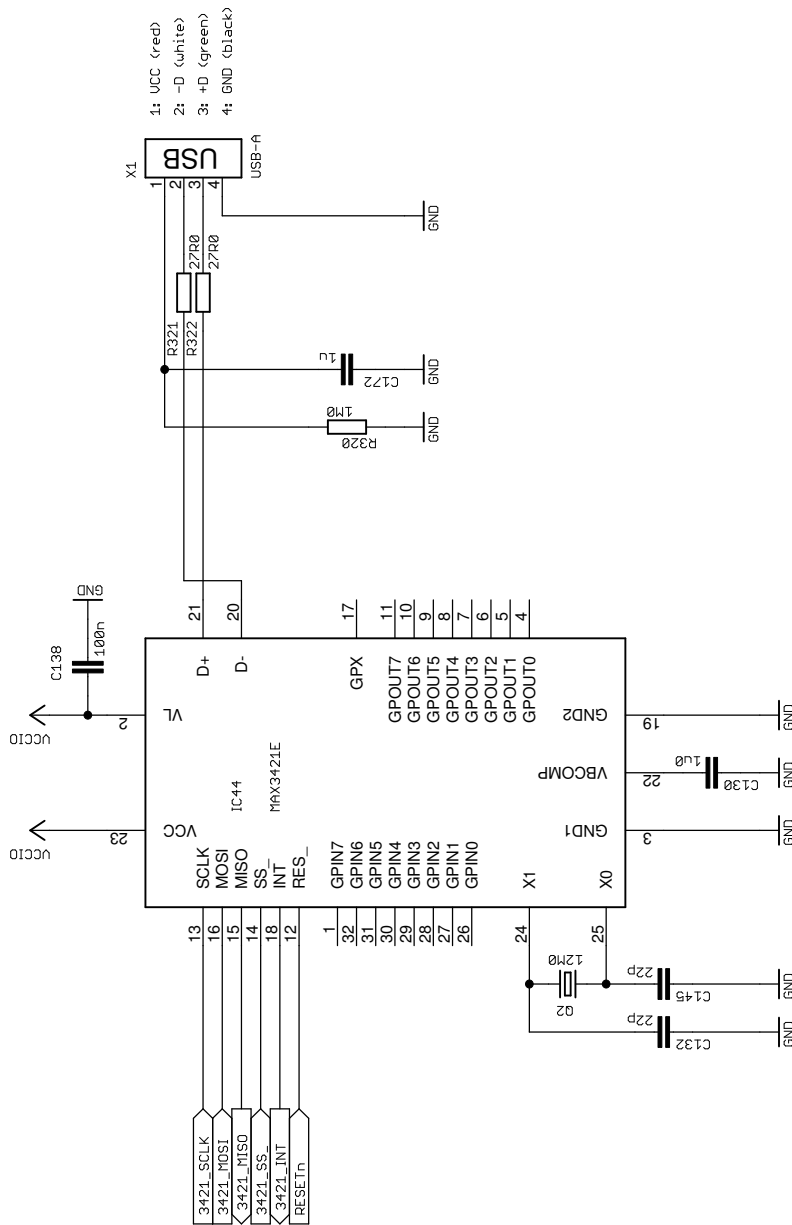 1: VCC (red)
2: -D (white)
3: +D (green)
4: GND (black)
X1
USB
USB-A
1
2
3
4
27R0
27R0
R321
R322
GND
1u
C172
GND
1M0
R320
GND
GND
C138
100n
VCCIO
VCCIO
2
23
21
20
17
11
10
9
8
7
6
5
4
VL
VCC
D+
D-
GPX
GPOUT7
GPOUT6
GPOUT5
GPOUT4
GPOUT3
GPOUT2
GPOUT1
GPOUT0
IC44
MAX3421E
GND2
VBCOMP
GND1
19
22
3
1u0
C130
GND
GND
GND
SCLK
MOSI
MISO
SS_
INT
RES_
GPIN7
GPIN6
GPIN5
GPIN4
GPIN3
GPIN2
GPIN1
GPIN0
X1
X0
13
16
15
14
18
12
1
32
31
30
29
28
27
26
24
25
12M0
Q2
22p
C145
22p
C132
GND
GND
3421_SCLK
3421_MOSI
3421_MISO
3421_SS_
3421_INT
RESETn